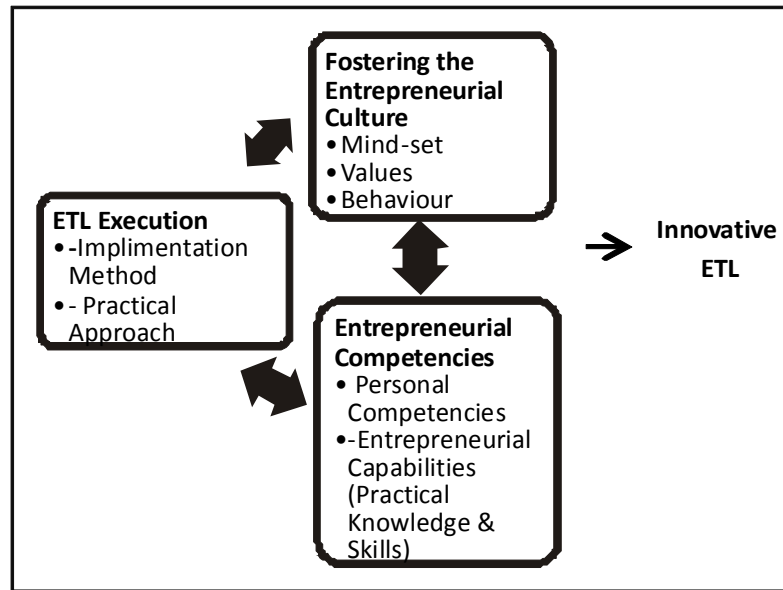 Fostering the
Entrepreneurial
Culture
•Mind-set
•Values
•Behaviour
ETL Execution
•-Implimentation
Method
•- Practical
Approach
Entrepreneurial
Competencies
• Personal
Competencies
•-Entrepreneurial
Capabilities
(Practical
Knowledge &
Skills)
Innovative
ETL